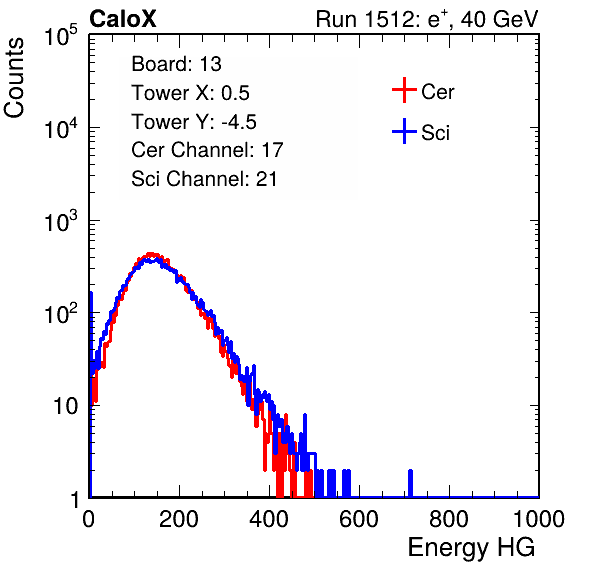 CaloX Run 1512: e⁺, 40 GeV
Counts
10⁵
10⁴
10³
10²
10
1
Board: 13
Tower X: 0.5
Tower Y: -4.5
Cer Channel: 17
Sci Channel: 21
Cer
Sci
0 200 400 600 800 1000
Energy HG